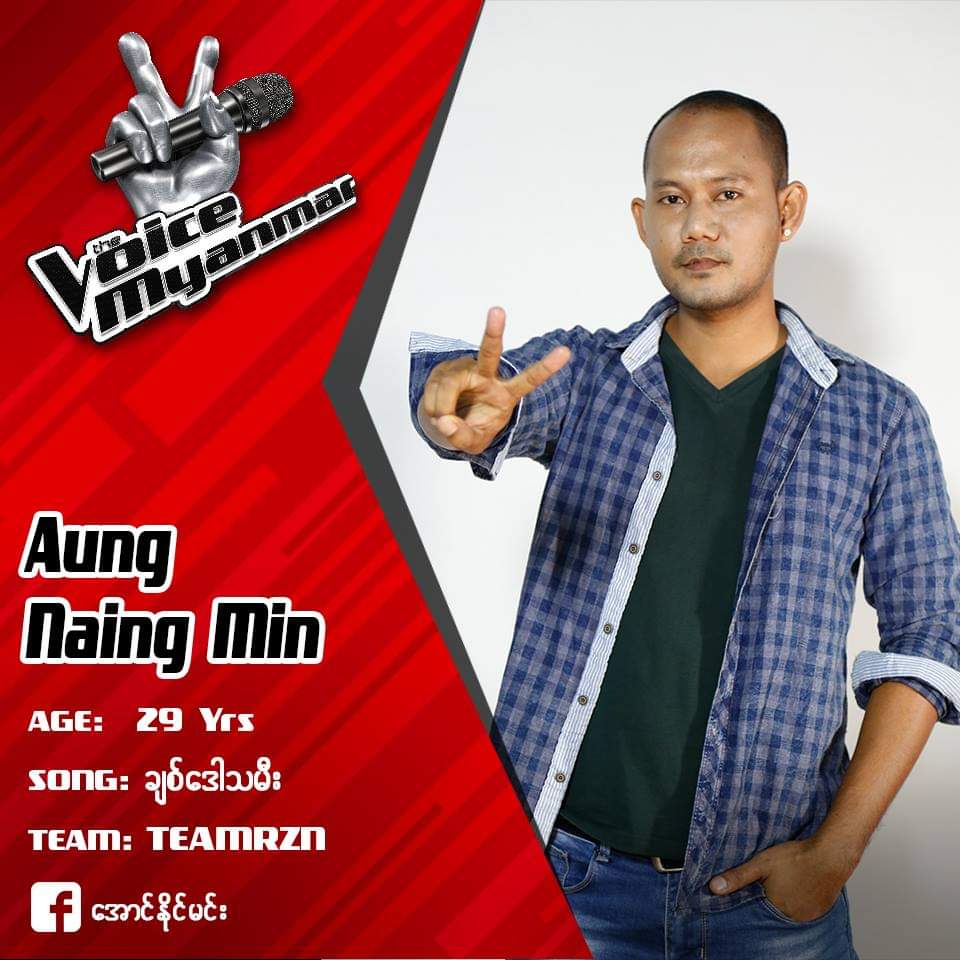 the Voice
Myanmar
Aung
Naing Min
AGE: 29 Yrs
SONG: ချစ်ဒေါသမီး
TEAM: TEAMRZN
အောင်နိုင်မင်း